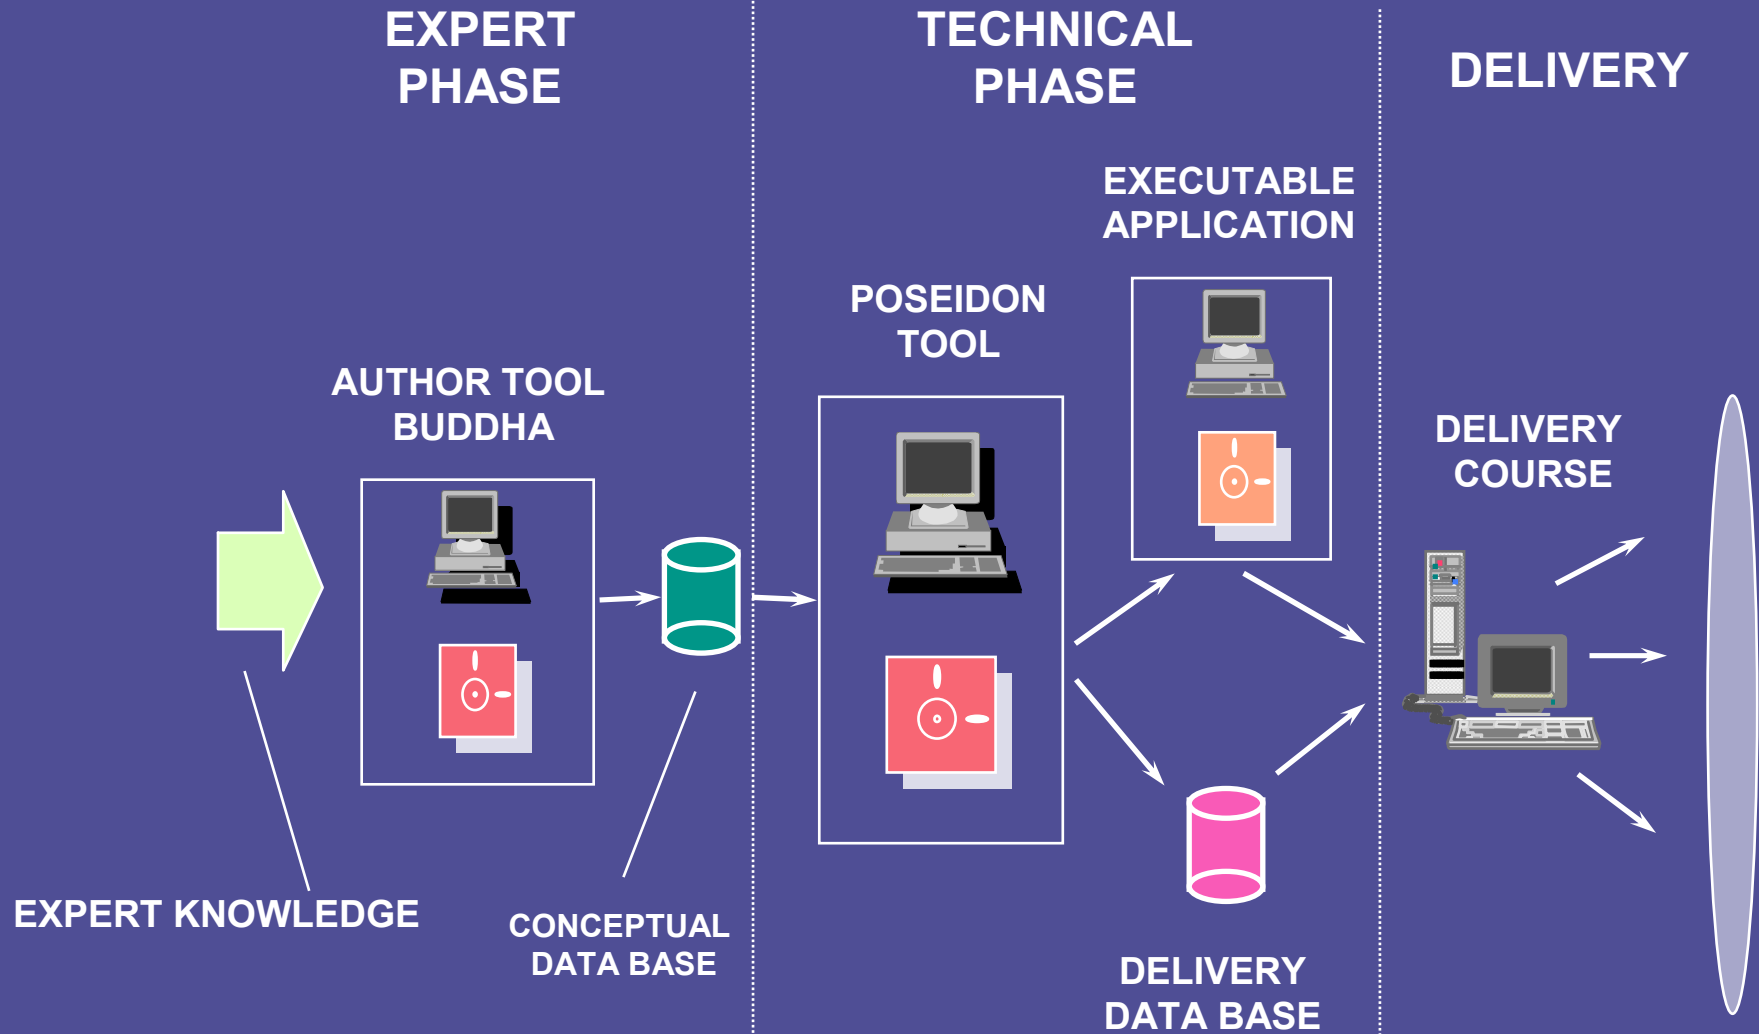 EXPERT
PHASE
TECHNICAL
PHASE
DELIVERY
EXECUTABLE
APPLICATION
POSEIDON
TOOL
AUTHOR TOOL
BUDDHA
DELIVERY
COURSE
EXPERT KNOWLEDGE
CONCEPTUAL
DATA BASE
DELIVERY
DATA BASE